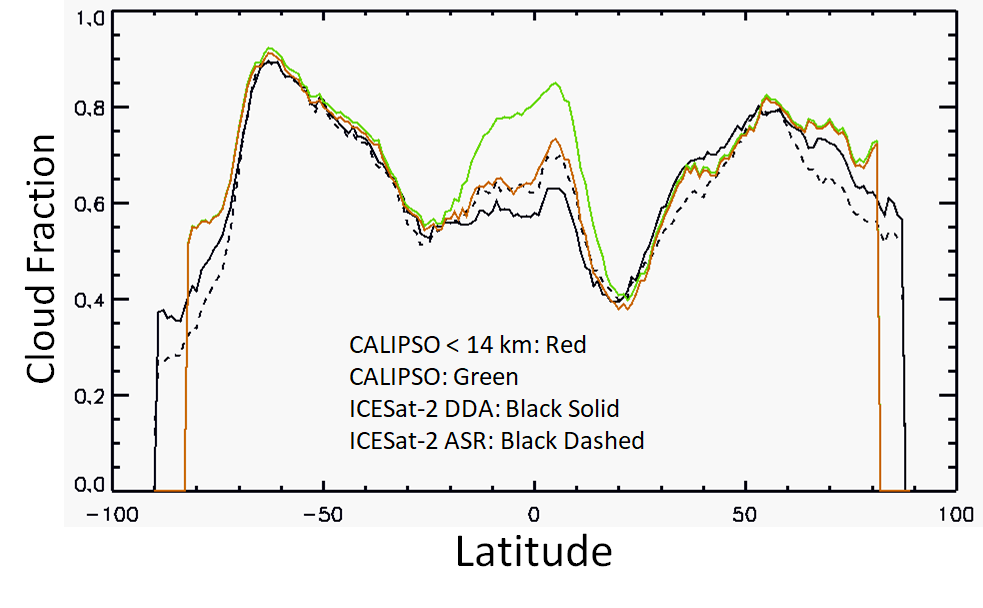 1.0
0.8
0.6
0.4
0.2
0.0
Cloud Fraction
CALIPSO < 14 km: Red
CALIPSO: Green
ICESat-2 DDA: Black Solid
ICESat-2 ASR: Black Dashed
-100 -50 0 50 100
Latitude